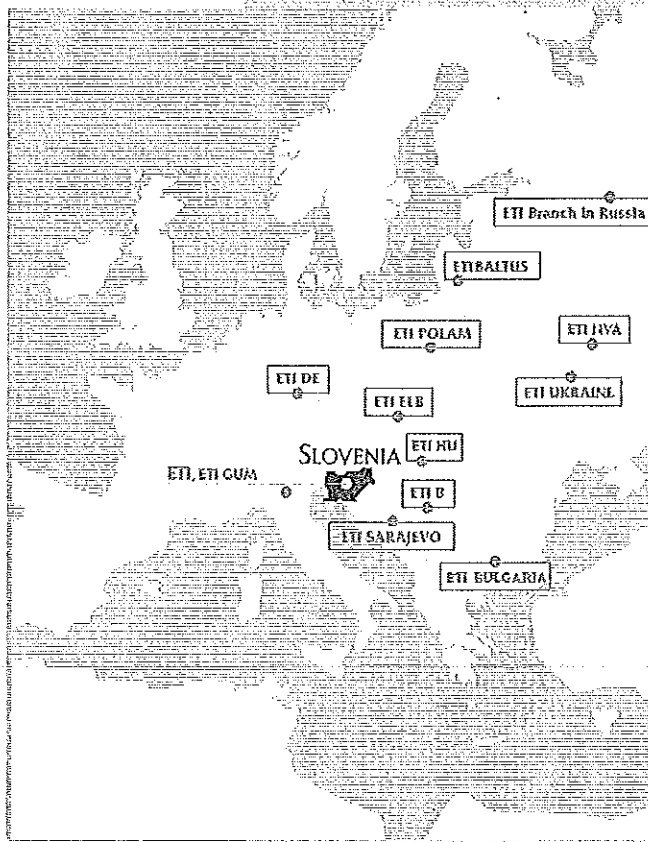 ETI Branch in Russia
ETI BALTUS
ETI POLAM
ETI HVA
ETI DE
ETI UKRAINE
ETI ELB
ETI HU
SLOVENIA
ETI, ETI GUM
ETI B
ETI SARAJEVO
ETI BULGARIA